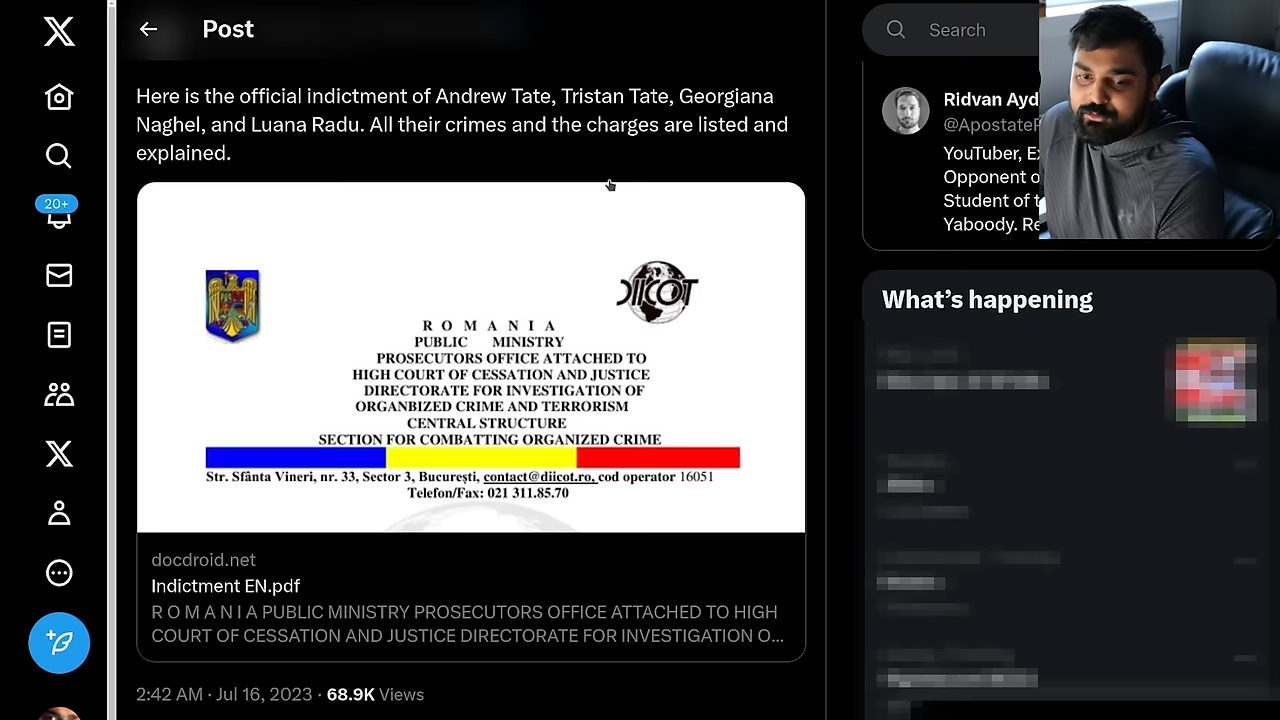 Post
Search
Here is the official indictment of Andrew Tate, Tristan Tate, Georgiana
Naghel, and Luana Radu. All their crimes and the charges are listed and
explained.
20+
DIICOT
R O M A N I A
PUBLIC MINISTRY
PROSECUTORS OFFICE ATTACHED TO
HIGH COURT OF CESSATION AND JUSTICE
DIRECTORATE FOR INVESTIGATION OF
ORGANBIZED CRIME AND TERRORISM
CENTRAL STRUCTURE
SECTION FOR COMBATTING ORGANIZED CRIME
Str. Sfânta Vineri, nr. 33, Sector 3, Bucureşti, contact@diicot.ro, cod operator 16051
Telefon/Fax: 021 311.85.70
docdroid.net
Indictment EN.pdf
R O M A N I A PUBLIC MINISTRY PROSECUTORS OFFICE ATTACHED TO HIGH
COURT OF CESSATION AND JUSTICE DIRECTORATE FOR INVESTIGATION O...
2:42 AM · Jul 16, 2023 · 68.9K Views
Ridvan Ayd
@ApostateP
YouTuber, E
Opponent o
Student of t
Yaboody. Re
What's happening